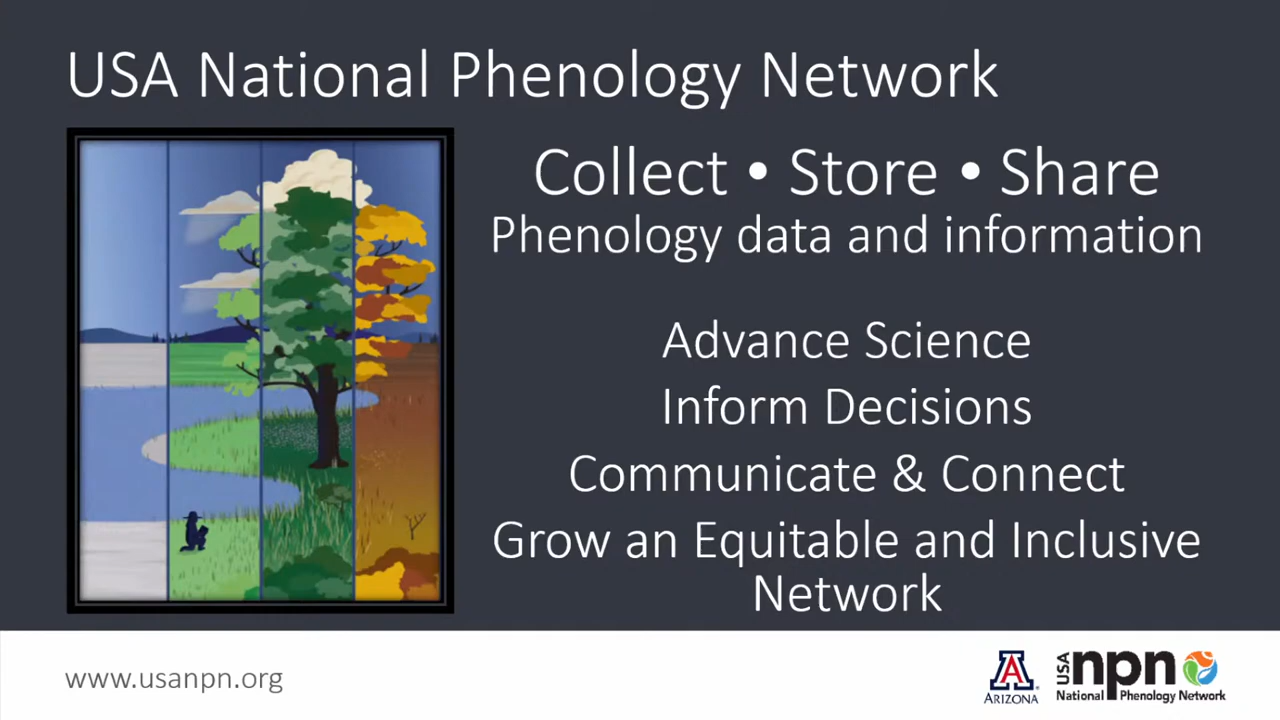 USA National Phenology Network
Collect • Store • Share
Phenology data and information
Advance Science
Inform Decisions
Communicate & Connect
Grow an Equitable and Inclusive
Network
www.usanpn.org
A
ARIZONA
USA npn
National Phenology Network